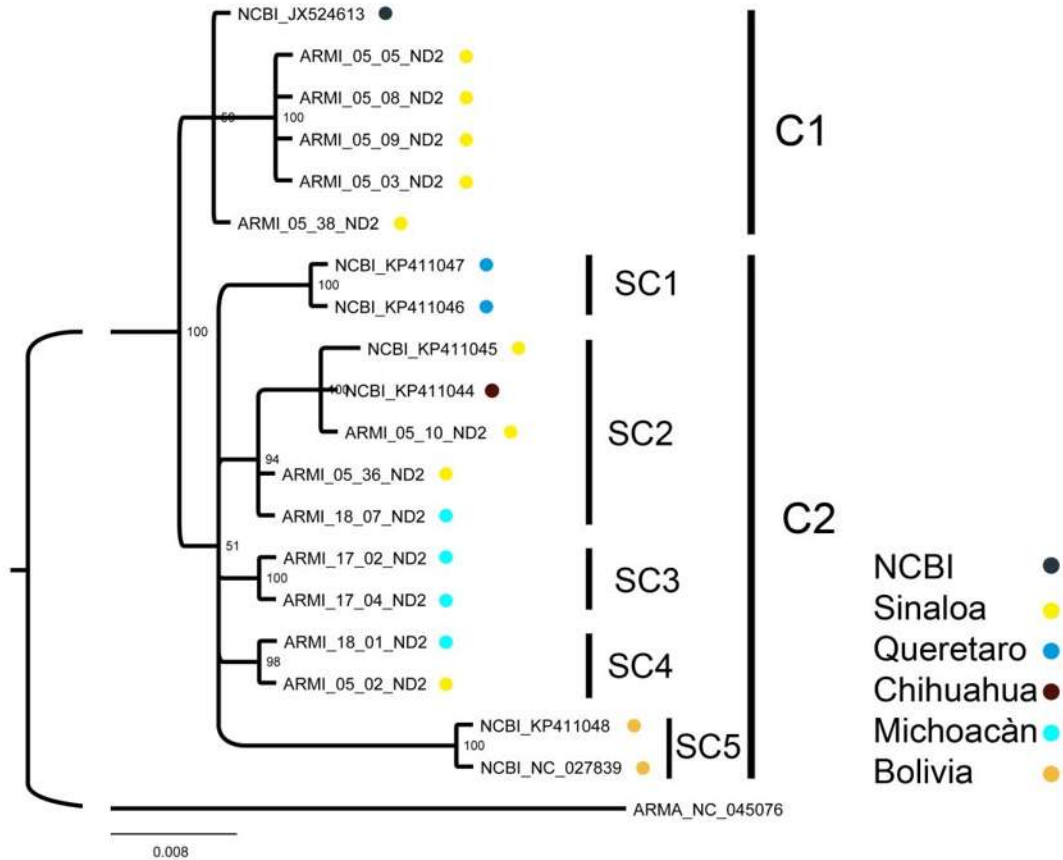 NCBI_JX524613
ARMI_05_05_ND2
ARMI_05_08_ND2
59
100
ARMI_05_09_ND2
ARMI_05_03_ND2
ARMI_05_38_ND2
C1
NCBI_KP411047
100
NCBI_KP411046
SC1
100
NCBI_KP411045
100
NCBI_KP411044
ARMI_05_10_ND2
SC2
94
ARMI_05_36_ND2
ARMI_18_07_ND2
C2
51
ARMI_17_02_ND2
100
ARMI_17_04_ND2
SC3
ARMI_18_01_ND2
98
ARMI_05_02_ND2
SC4
NCBI_KP411048
100
NCBI_NC_027839
SC5
ARMA_NC_045076
0.008
NCBI
Sinaloa
Queretaro
Chihuahua
Michoacàn
Bolivia